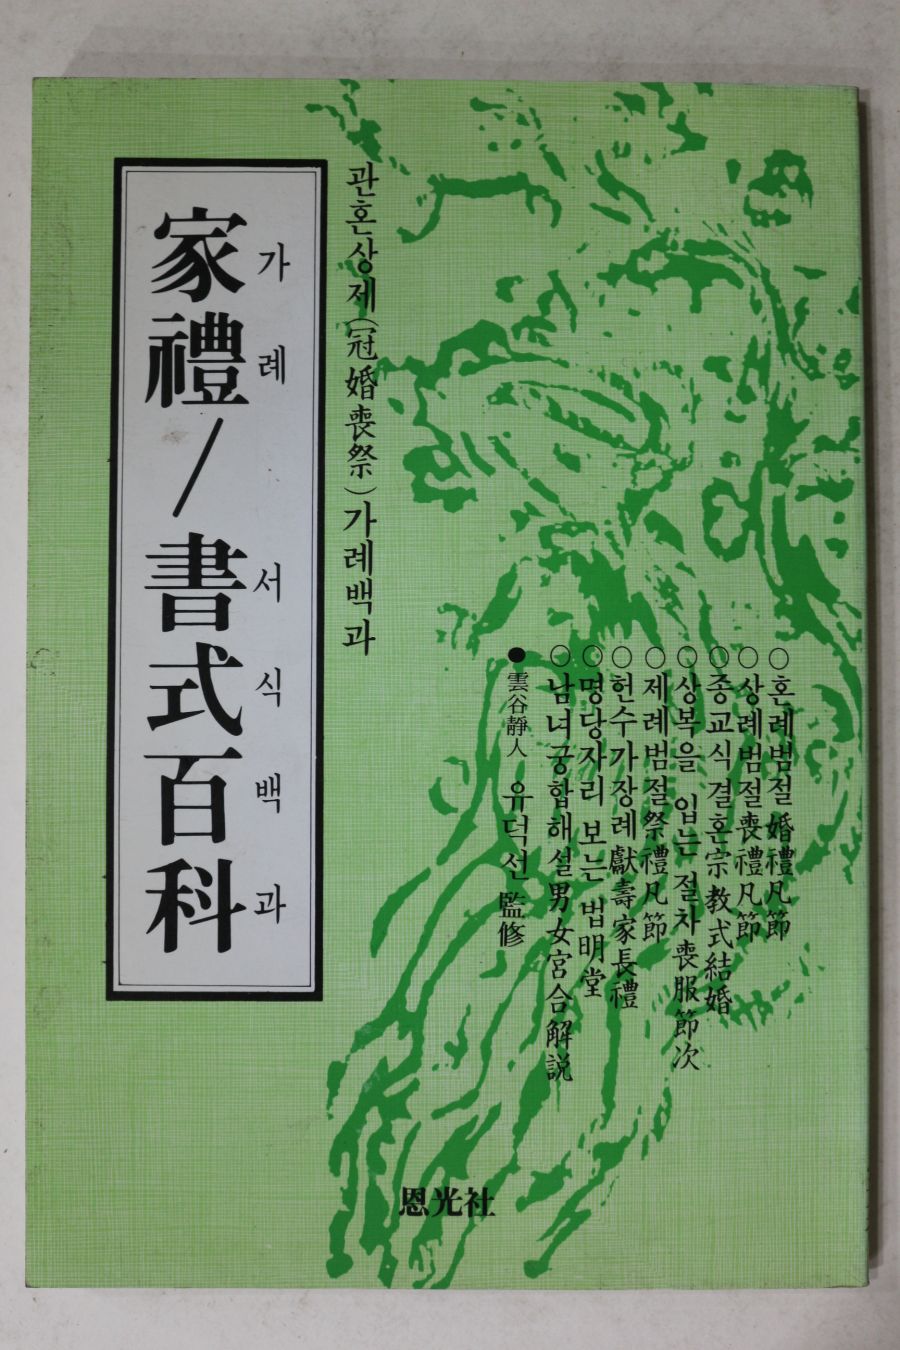 家禮/書式百科
가례 서식백과
관혼상제(冠婚喪祭)가례백과
○혼례범절婚禮凡節
○상례범절喪禮凡節
○종교식결혼宗教式結婚
○상복을 입는 절차喪服節次
○제례범절祭禮凡節
○헌수가장례獻壽家長禮
○명당자리 보는 법明堂
○남녀궁합해설男女宮合解說
●雲谷靜人 유덕선 監修
恩光社